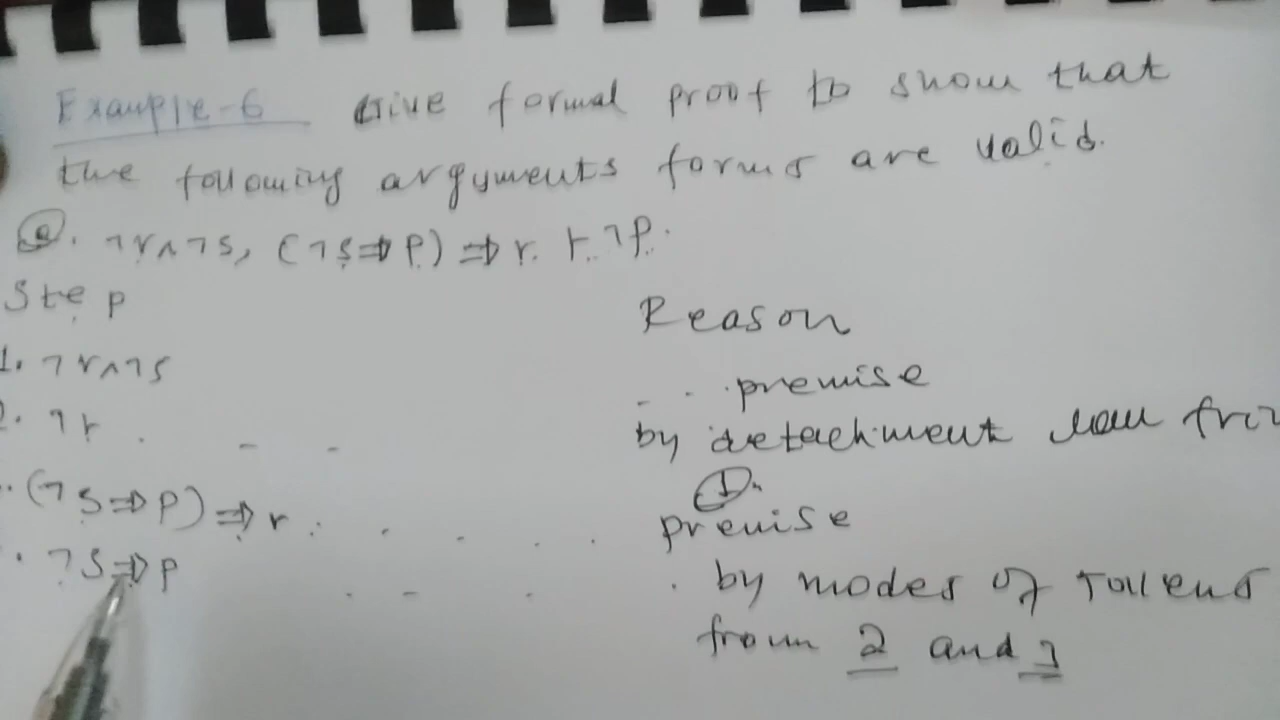 Example-6 Give formal proof to show that
the following arguments forms are valid.
a. ¬r∧¬s, (¬s⇒p)⇒r. ⊢¬p.
Step
Reason
1. ¬r∧¬s . . . premise
2. ¬r . - - by detachment law
1.
. (¬s⇒p)⇒r . . . . . premise
. ¬s⇒p . - . . by modes of Tollens
from 2 and 3